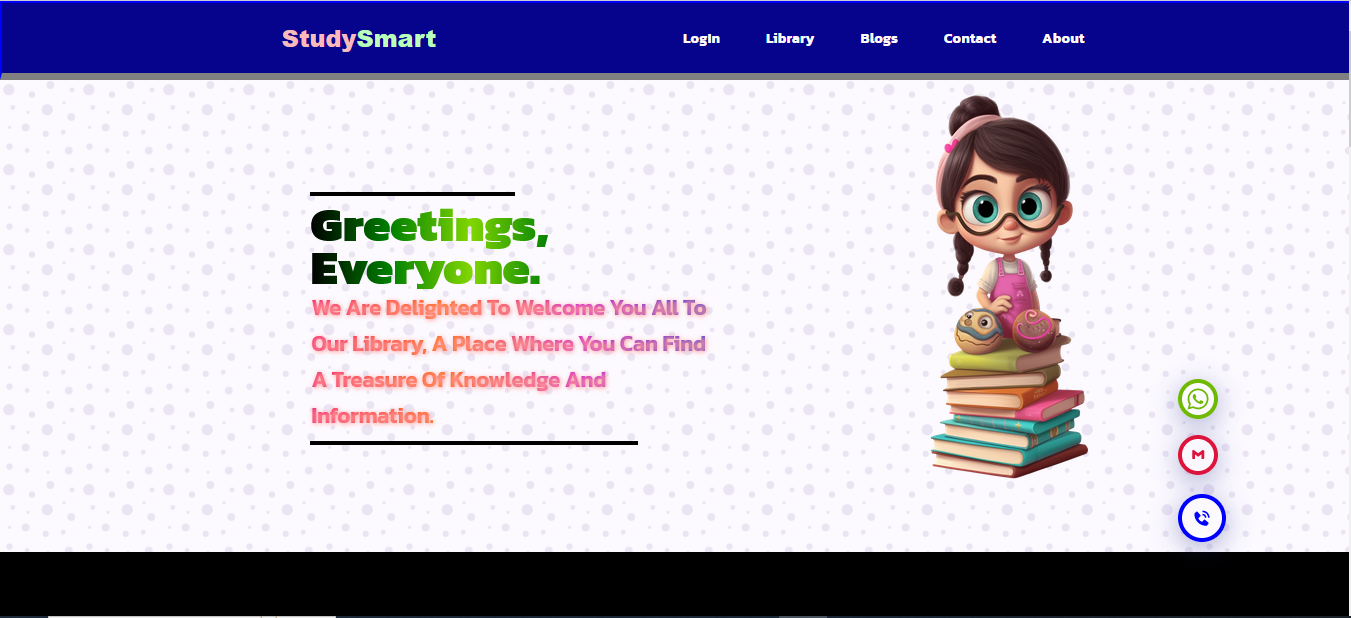 StudySmart
LogIn Library Blogs Contact About
Greetings,
Everyone.
We Are Delighted To Welcome You All To
Our Library, A Place Where You Can Find
A Treasure Of Knowledge And
Information.